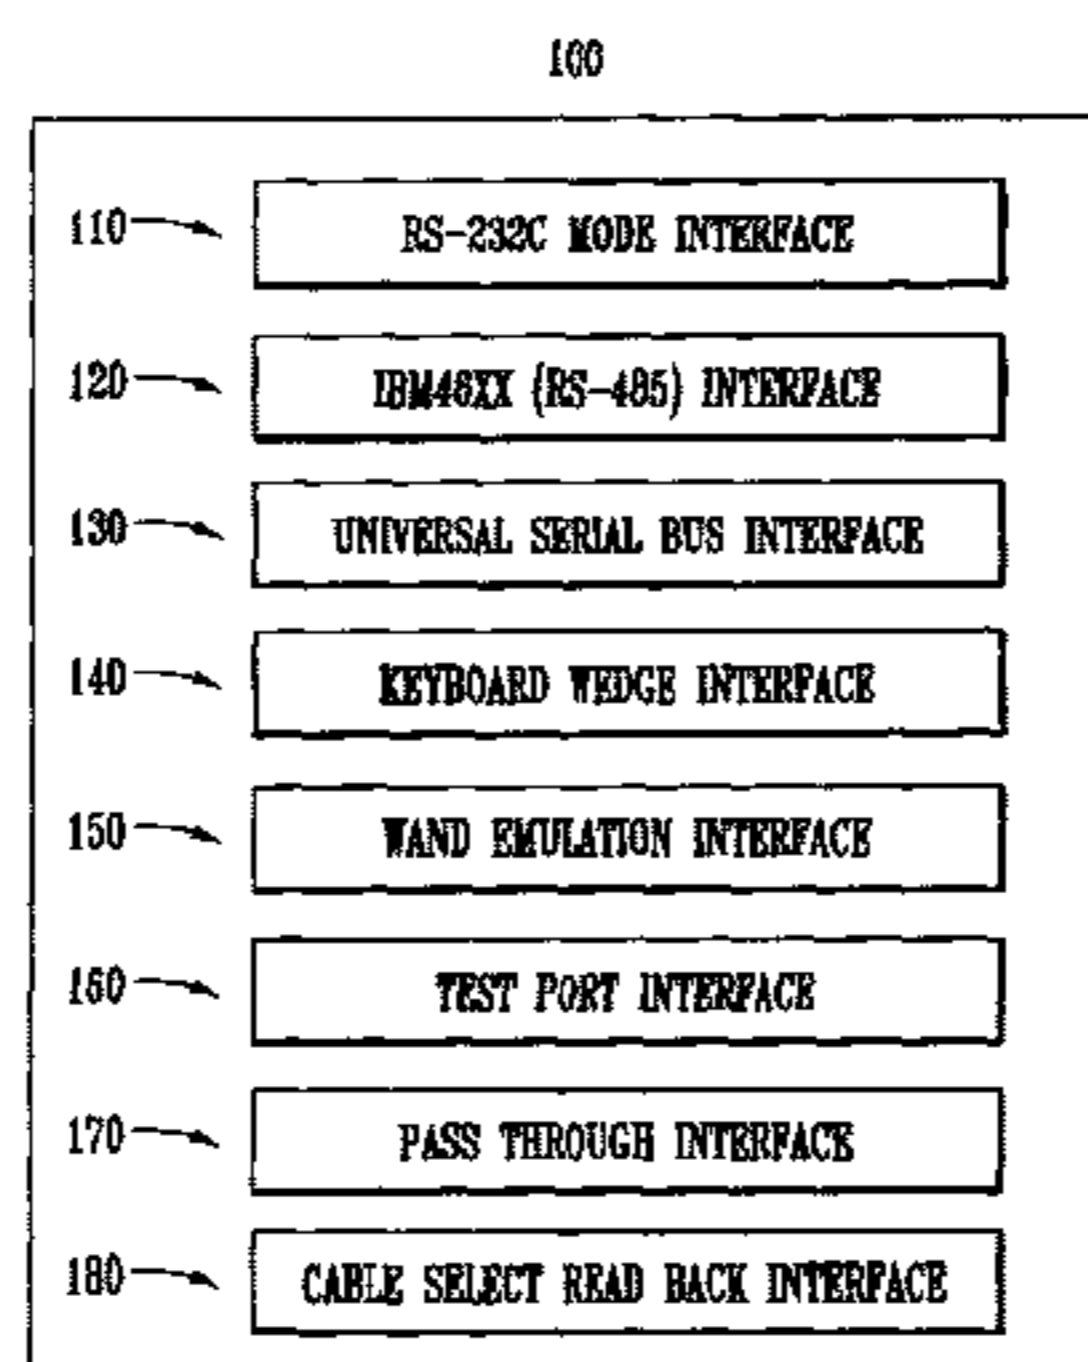 100
110 RS-232C MODE INTERFACE
120 IBM46XX (RS-485) INTERFACE
130 UNIVERSAL SERIAL BUS INTERFACE
140 KEYBOARD WEDGE INTERFACE
150 WAND EMULATION INTERFACE
160 TEST PORT INTERFACE
170 PASS THROUGH INTERFACE
180 CABLE SELECT READ BACK INTERFACE